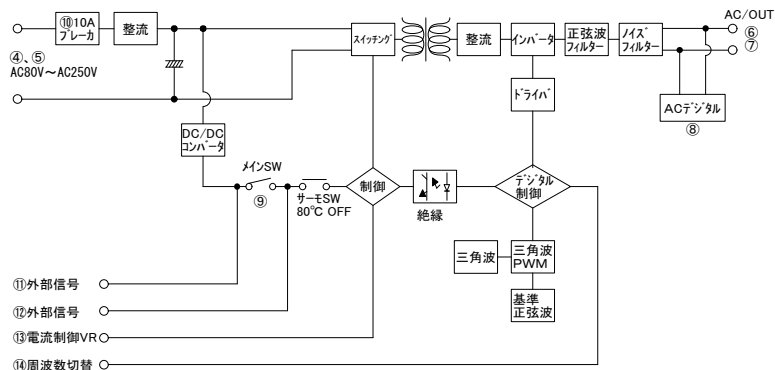 ⑩10A
ブレーカ
整流
④、⑤
AC80V～AC250V
スイッチング
整流
インバータ
正弦波
フィルター
ノイズ
フィルター
AC/OUT
⑥
⑦
ACデジタル
⑧
ドライバ
DC/DC
コンバータ
メインSW
⑨
サーモSW
80℃ OFF
制御
絶縁
デジタル
制御
三角波
三角波
PWM
基準
正弦波
⑪外部信号
⑫外部信号
⑬電流制御VR
⑭周波数切替